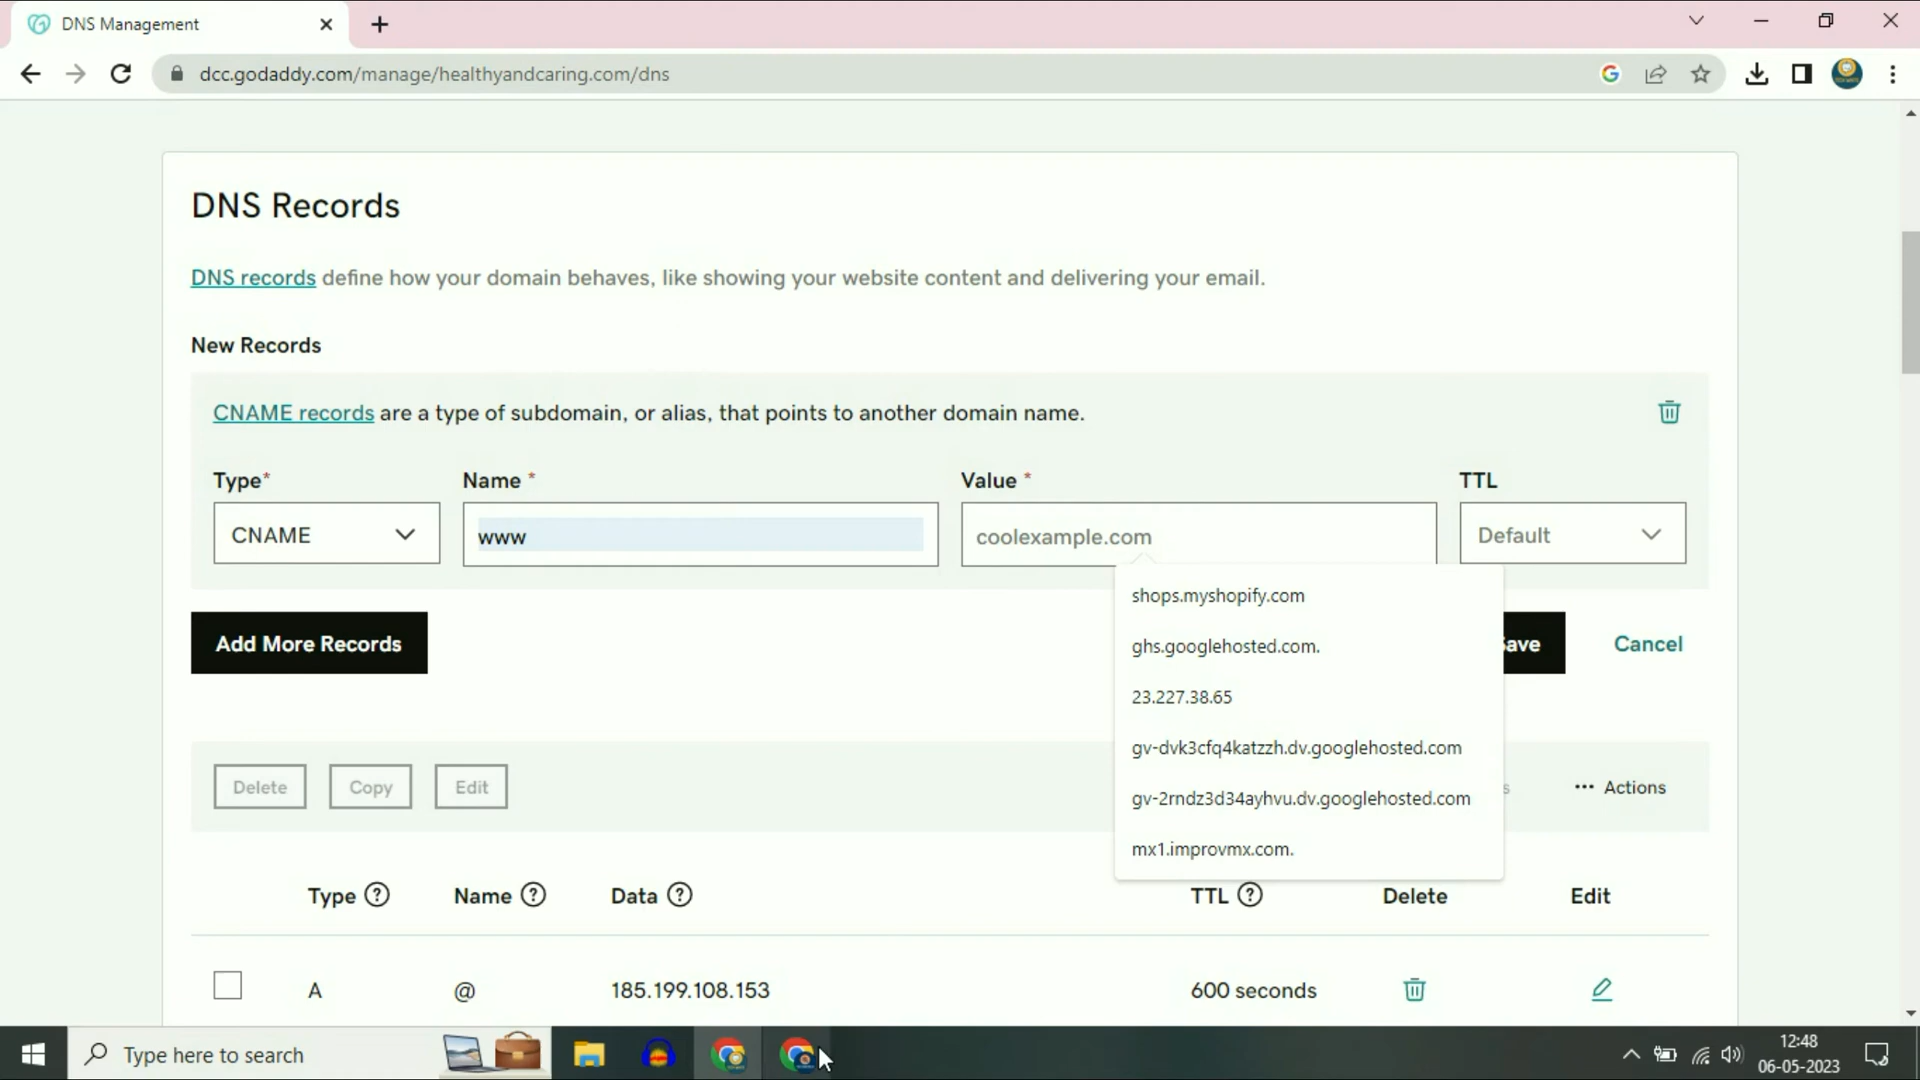 DNS Management
dcc.godaddy.com/manage/healthyandcaring.com/dns
DNS Records
DNS records define how your domain behaves, like showing your website content and delivering your email.
New Records
CNAME records are a type of subdomain, or alias, that points to another domain name.
Type* Name * Value * TTL
CNAME www coolexample.com Default
shops.myshopify.com
ghs.googlehosted.com.
23.227.38.65
gv-dvk3cfq4katzzh.dv.googlehosted.com
gv-2rndz3d34ayhvu.dv.googlehosted.com
mx1.improvmx.com.
Add More Records Cancel
Delete Copy Edit Actions
Type Name Data TTL Delete Edit
A @ 185.199.108.153 600 seconds
Type here to search
12:48
06-05-2023